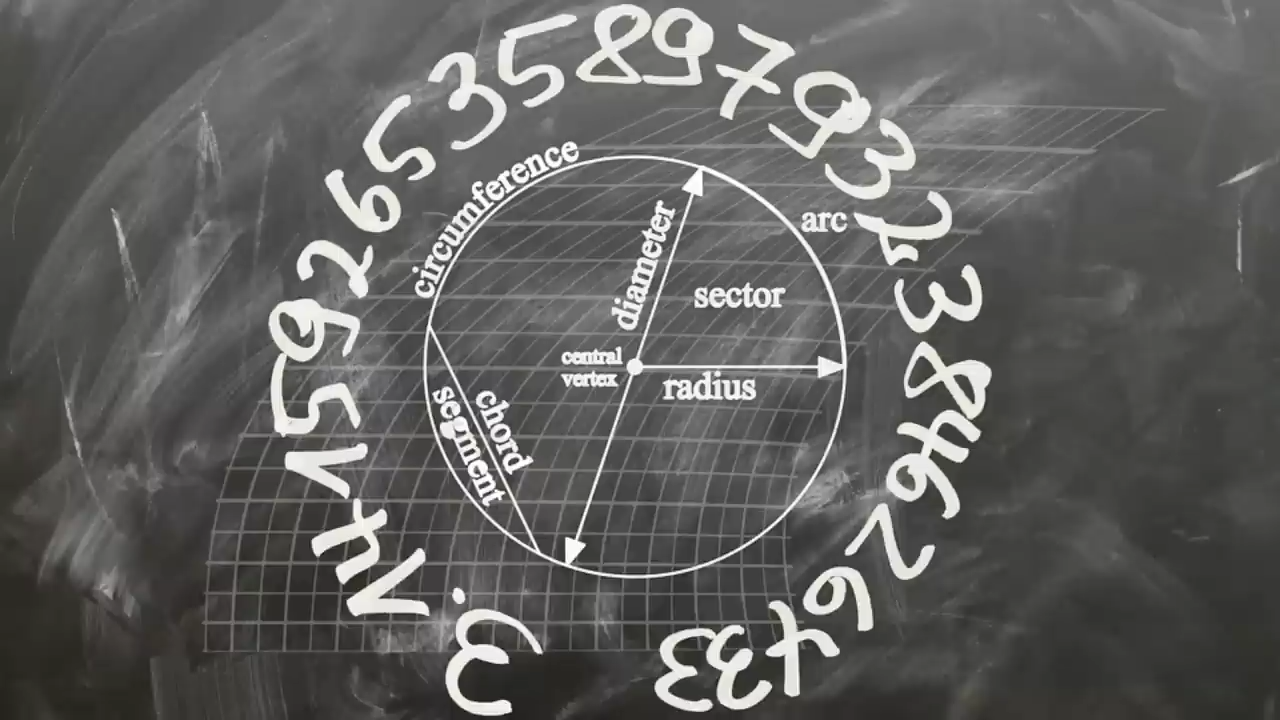 3.1415926535897932384626433
circumference
diameter
arc
sector
central
vertex
radius
chord
segment